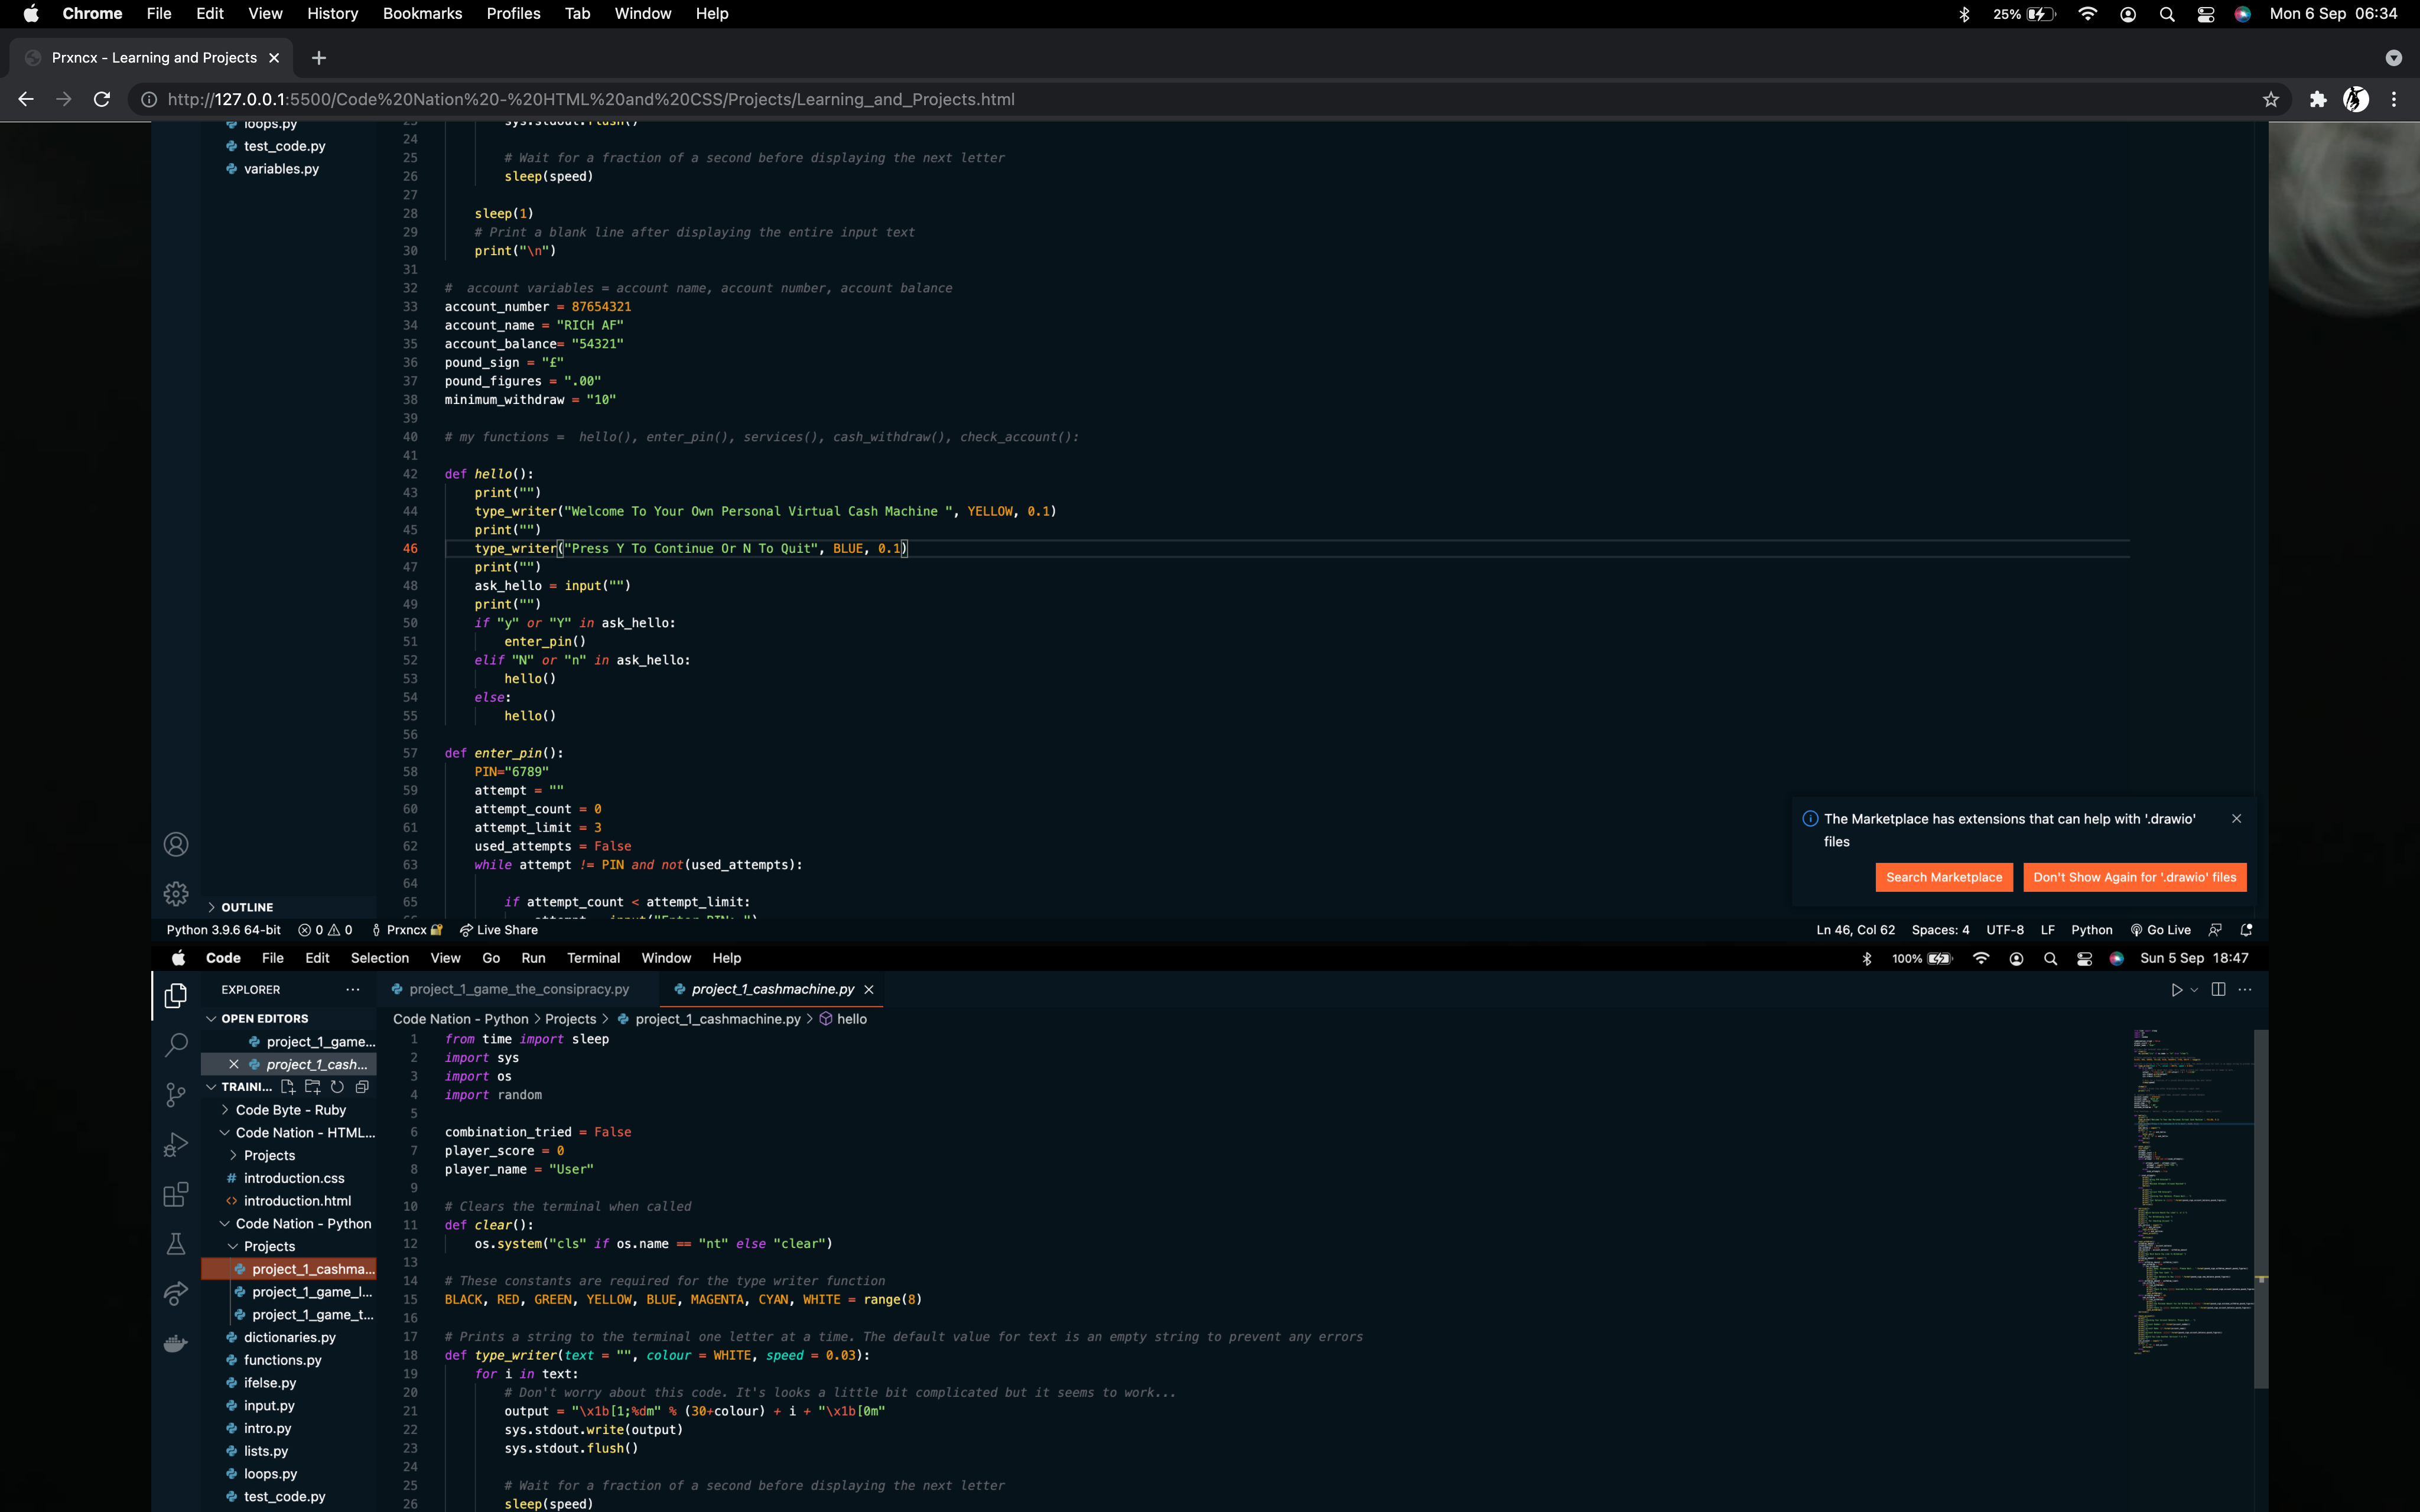 Chrome File Edit View History Bookmarks Profiles Tab Window Help 25% Mon 6 Sep 06:34
Prxncx - Learning and Projects
http://127.0.0.1:5500/Code%20Nation%20-%20HTML%20and%20CSS/Projects/Learning_and_Projects.html
loops.py
test_code.py
variables.py
23 sys.stdout.flush()
24
25 # Wait for a fraction of a second before displaying the next letter
26 sleep(speed)
27
28 sleep(1)
29 # Print a blank line after displaying the entire input text
30 print("\n")
31
32 # account variables = account name, account number, account balance
33 account_number = 87654321
34 account_name = "RICH AF"
35 account_balance= "54321"
36 pound_sign = "£"
37 pound_figures = ".00"
38 minimum_withdraw = "10"
39
40 # my functions = hello(), enter_pin(), services(), cash_withdraw(), check_account():
41
42 def hello():
43 print("")
44 type_writer("Welcome To Your Own Personal Virtual Cash Machine ", YELLOW, 0.1)
45 print("")
46 type_writer("Press Y To Continue Or N To Quit", BLUE, 0.1)
47 print("")
48 ask_hello = input("")
49 print("")
50 if "y" or "Y" in ask_hello:
51 enter_pin()
52 elif "N" or "n" in ask_hello:
53 hello()
54 else:
55 hello()
56
57 def enter_pin():
58 PIN="6789"
59 attempt = ""
60 attempt_count = 0
61 attempt_limit = 3
62 used_attempts = False
63 while attempt != PIN and not(used_attempts):
64
65 if attempt_count < attempt_limit:
66 attempt = input("Enter PIN: ")
OUTLINE
The Marketplace has extensions that can help with '.drawio'
files
Search Marketplace Don't Show Again for '.drawio' files
Python 3.9.6 64-bit 0 0 Prxncx Live Share Ln 46, Col 62 Spaces: 4 UTF-8 LF Python Go Live
Code File Edit Selection View Go Run Terminal Window Help 100% Sun 5 Sep 18:47
EXPLORER ... project_1_game_the_consipracy.py project_1_cashmachine.py
OPEN EDITORS
project_1_game...
project_1_cash...
TRAINI...
Code Byte - Ruby
Code Nation - HTML...
Projects
introduction.css
introduction.html
Code Nation - Python
Projects
project_1_cashma...
project_1_game_l...
project_1_game_t...
dictionaries.py
functions.py
ifelse.py
input.py
intro.py
lists.py
loops.py
test_code.py
Code Nation - Python > Projects > project_1_cashmachine.py > hello
1 from time import sleep
2 import sys
3 import os
4 import random
5
6 combination_tried = False
7 player_score = 0
8 player_name = "User"
9
10 # Clears the terminal when called
11 def clear():
12 os.system("cls" if os.name == "nt" else "clear")
13
14 # These constants are required for the type writer function
15 BLACK, RED, GREEN, YELLOW, BLUE, MAGENTA, CYAN, WHITE = range(8)
16
17 # Prints a string to the terminal one letter at a time. The default value for text is an empty string to prevent any errors
18 def type_writer(text = "", colour = WHITE, speed = 0.03):
19 for i in text:
20 # Don't worry about this code. It's looks a little bit complicated but it seems to work...
21 output = "\x1b[1;%dm" % (30+colour) + i + "\x1b[0m"
22 sys.stdout.write(output)
23 sys.stdout.flush()
24
25 # Wait for a fraction of a second before displaying the next letter
26 sleep(speed)